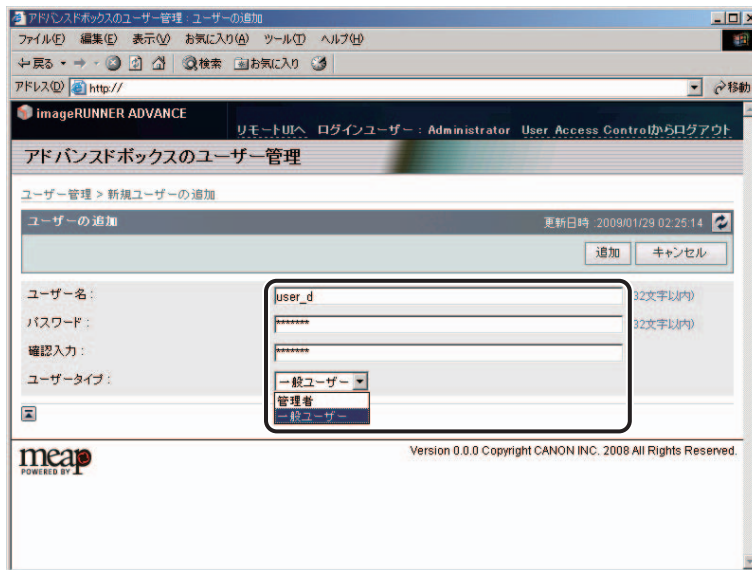 アドバンスドボックスのユーザー管理 : ユーザーの追加
ファイル(F) 編集(E) 表示(V) お気に入り(A) ツール(T) ヘルプ(H)
戻る 検索 お気に入り
アドレス(D) http:// 移動
imageRUNNER ADVANCE
リモートUIへ ログインユーザー : Administrator User Access Controlからログアウト
アドバンスドボックスのユーザー管理
ユーザー管理 > 新規ユーザーの追加
ユーザーの追加 更新日時 :2009/01/29 02:25:14
追加 キャンセル
ユーザー名 : user_d 32文字以内)
パスワード : ******* 32文字以内)
確認入力 : *******
ユーザータイプ : 一般ユーザー
管理者
一般ユーザー
meap
POWERED BY
Version 0.0.0 Copyright CANON INC. 2008 All Rights Reserved.